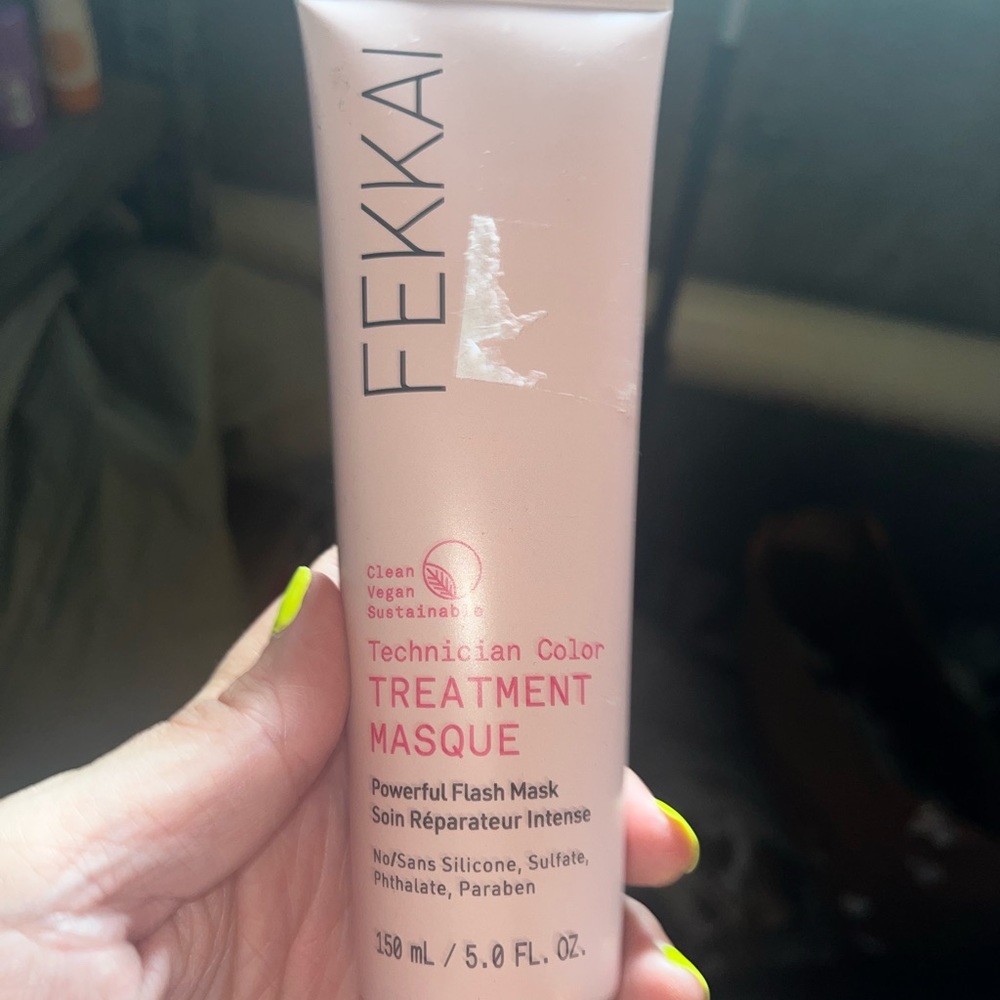 FEKKAI
Clean
Vegan
Sustainable
Technician Color
TREATMENT
MASQUE
Powerful Flash Mask
Soin Réparateur Intense
No/Sans Silicone, Sulfate,
Phthalate, Paraben
150 mL / 5.0 FL. OZ.